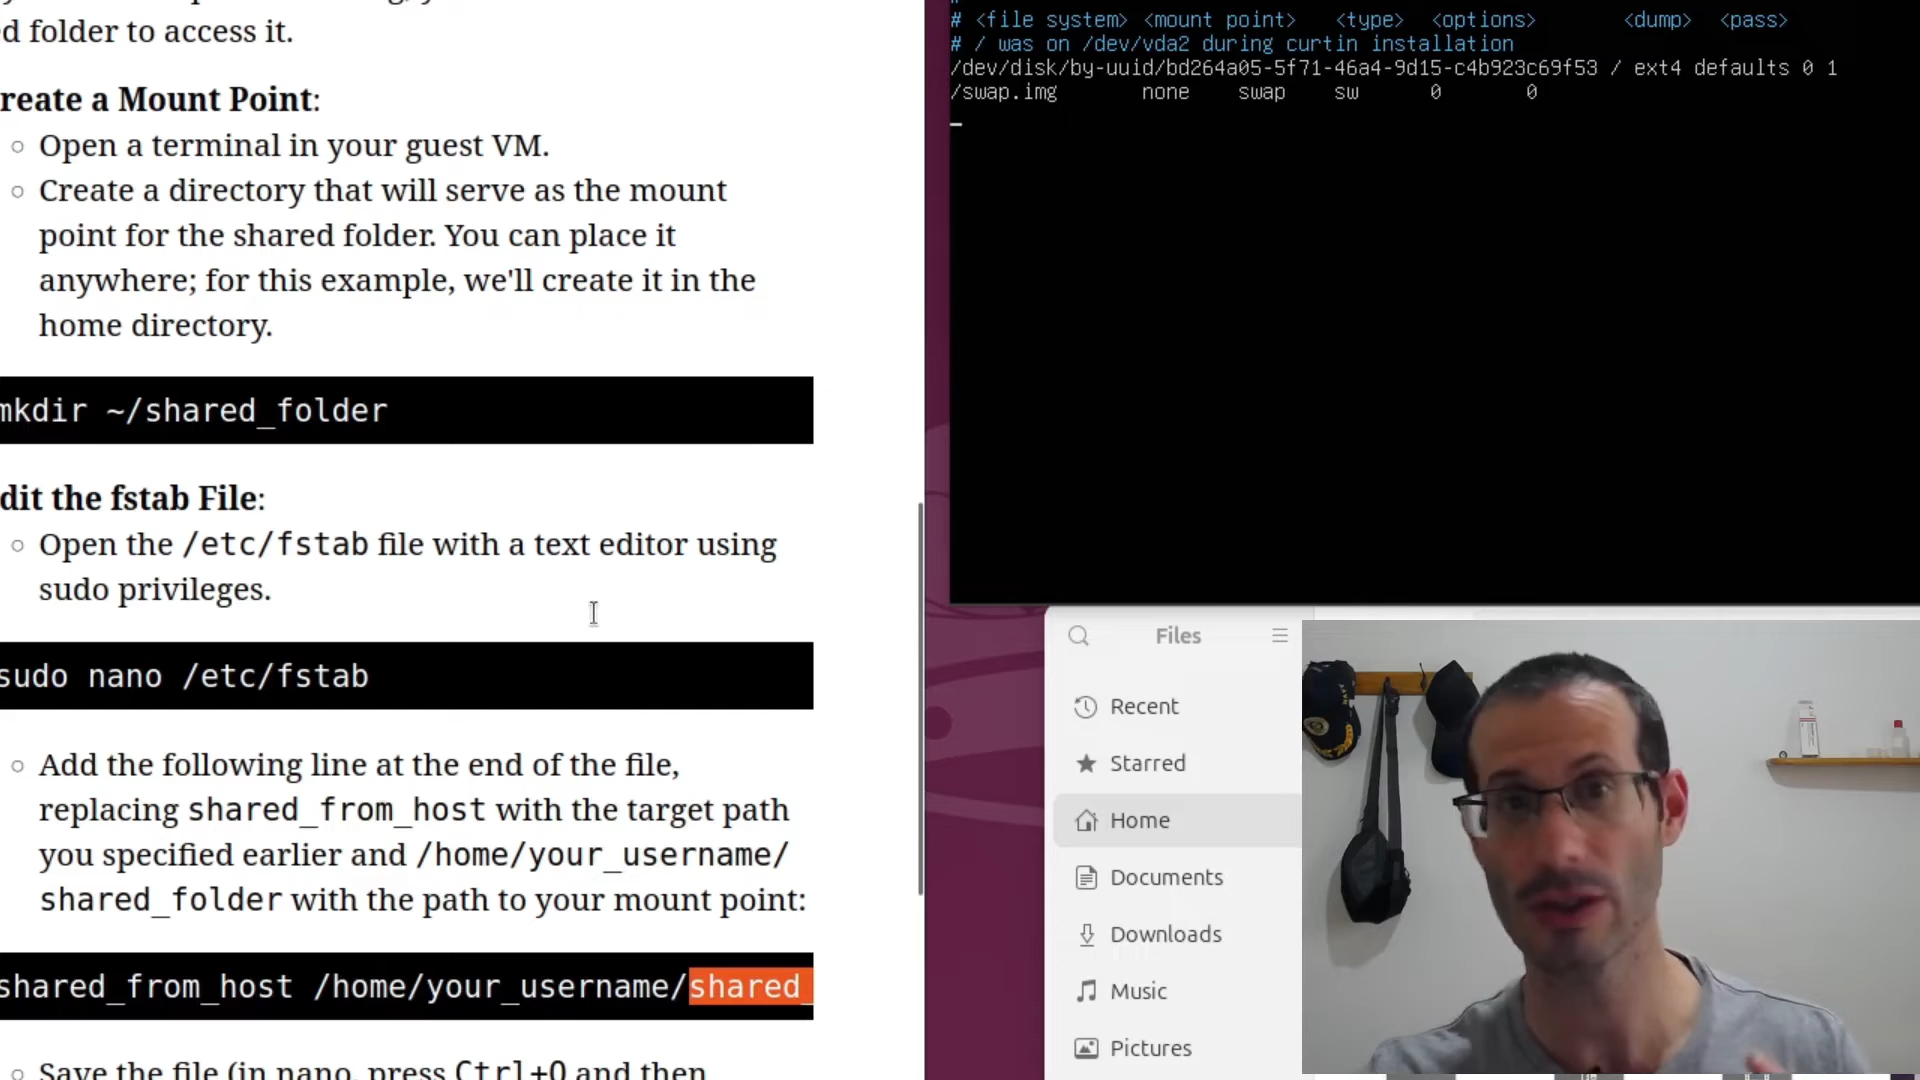 ed folder to access it.
reate a Mount Point:
Open a terminal in your guest VM.
Create a directory that will serve as the mount
point for the shared folder. You can place it
anywhere; for this example, we'll create it in the
home directory.
mkdir ~/shared_folder
dit the fstab File:
Open the /etc/fstab file with a text editor using
sudo privileges.
sudo nano /etc/fstab
Add the following line at the end of the file,
replacing shared_from_host with the target path
you specified earlier and /home/your_username/
shared_folder with the path to your mount point:
shared_from_host /home/your_username/shared_
Save the file (in nano, press Ctrl+O and then
# <file system> <mount point> <type> <options> <dump> <pass>
# / was on /dev/vda2 during curtin installation
/dev/disk/by-uuid/bd264a05-5f71-46a4-9d15-c4b923c69f53 / ext4 defaults 0 1
/swap.img none swap sw 0 0
Files
Recent
Starred
Home
Documents
Downloads
Music
Pictures